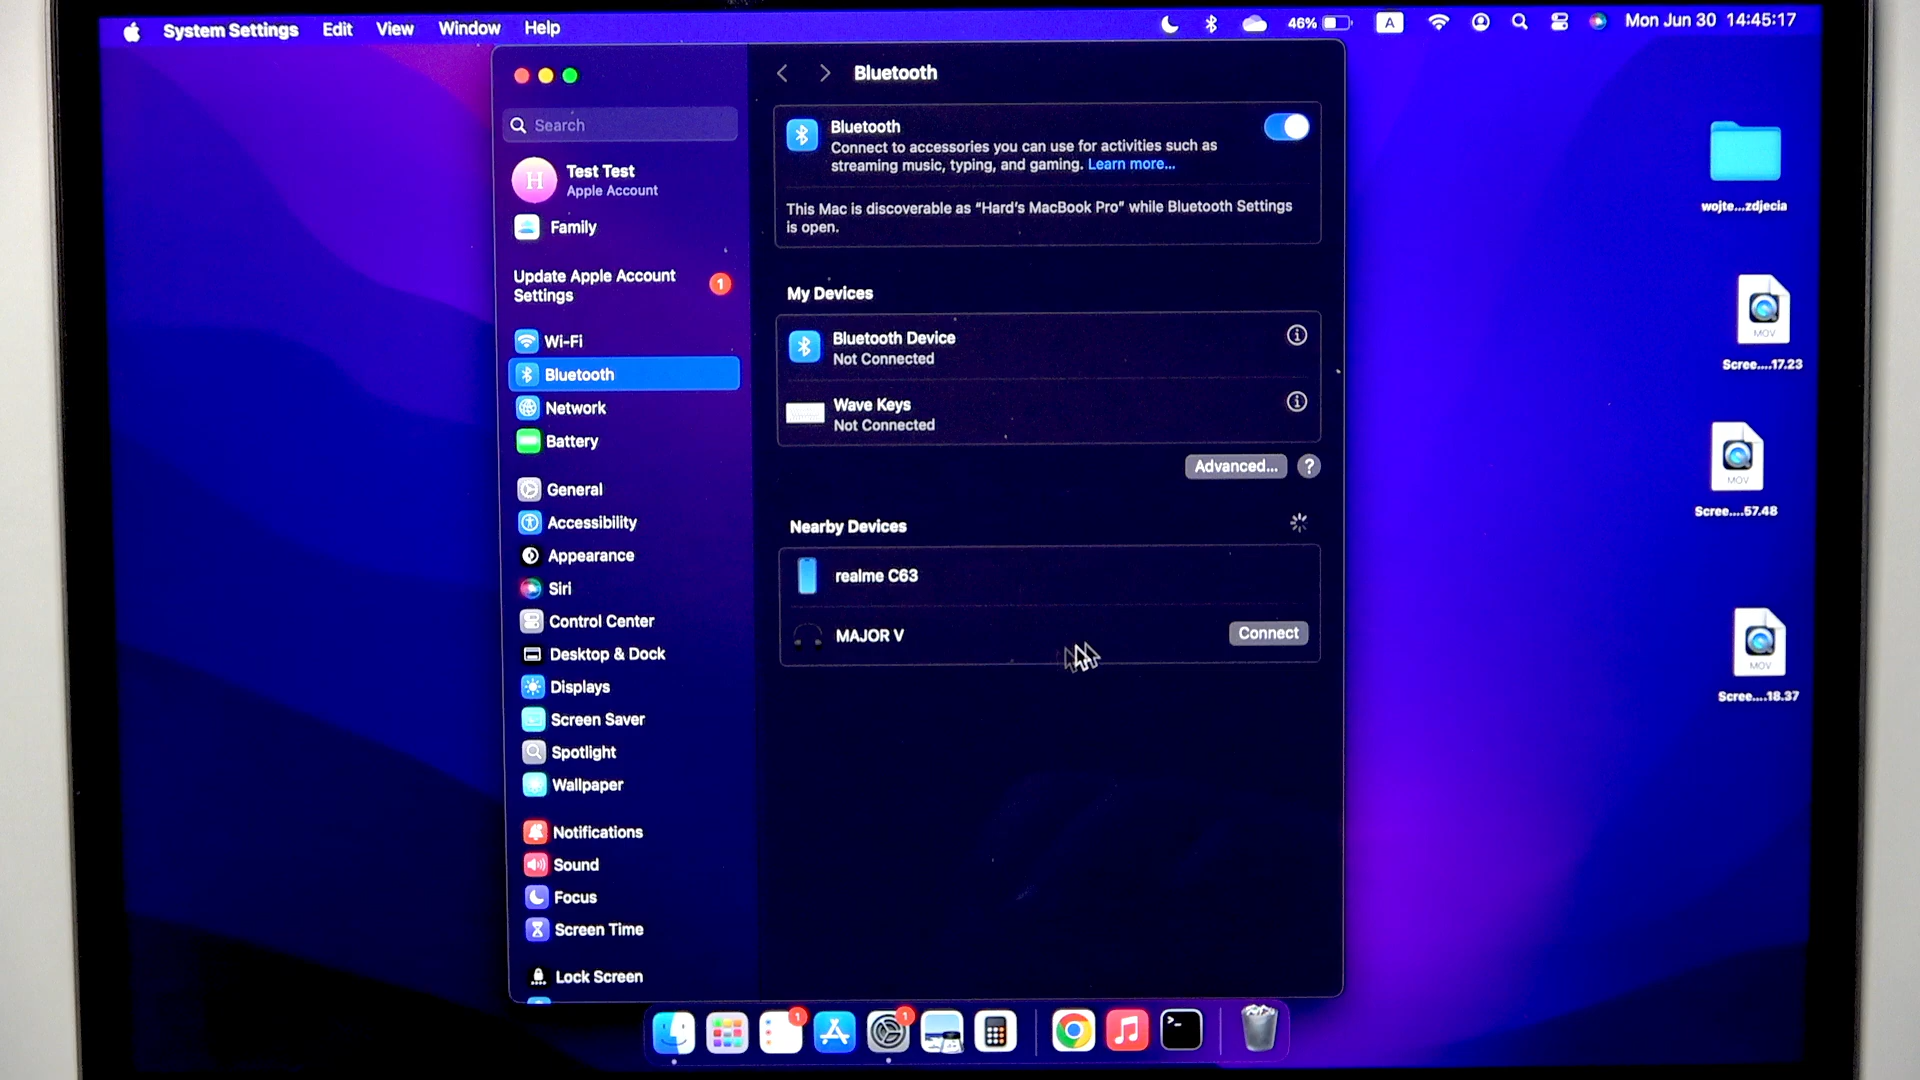 System Settings Edit View Window Help
46% A Mon Jun 30 14:45:17
Search
H
Test Test
Apple Account
Family
Update Apple Account
Settings
1
Wi-Fi
Bluetooth
Network
Battery
General
Accessibility
Appearance
Siri
Control Center
Desktop & Dock
Displays
Screen Saver
Spotlight
Wallpaper
Notifications
Sound
Focus
Screen Time
Lock Screen
Bluetooth
Bluetooth
Connect to accessories you can use for activities such as
streaming music, typing, and gaming. Learn more...
This Mac is discoverable as “Hard’s MacBook Pro” while Bluetooth Settings
is open.
My Devices
Bluetooth Device
Not Connected
Wave Keys
Not Connected
Advanced... ?
Nearby Devices
realme C63
MAJOR V Connect
wojte...zdjecia
MOV
Scree....17.23
MOV
Scree....57.48
MOV
Scree....18.37
1
1